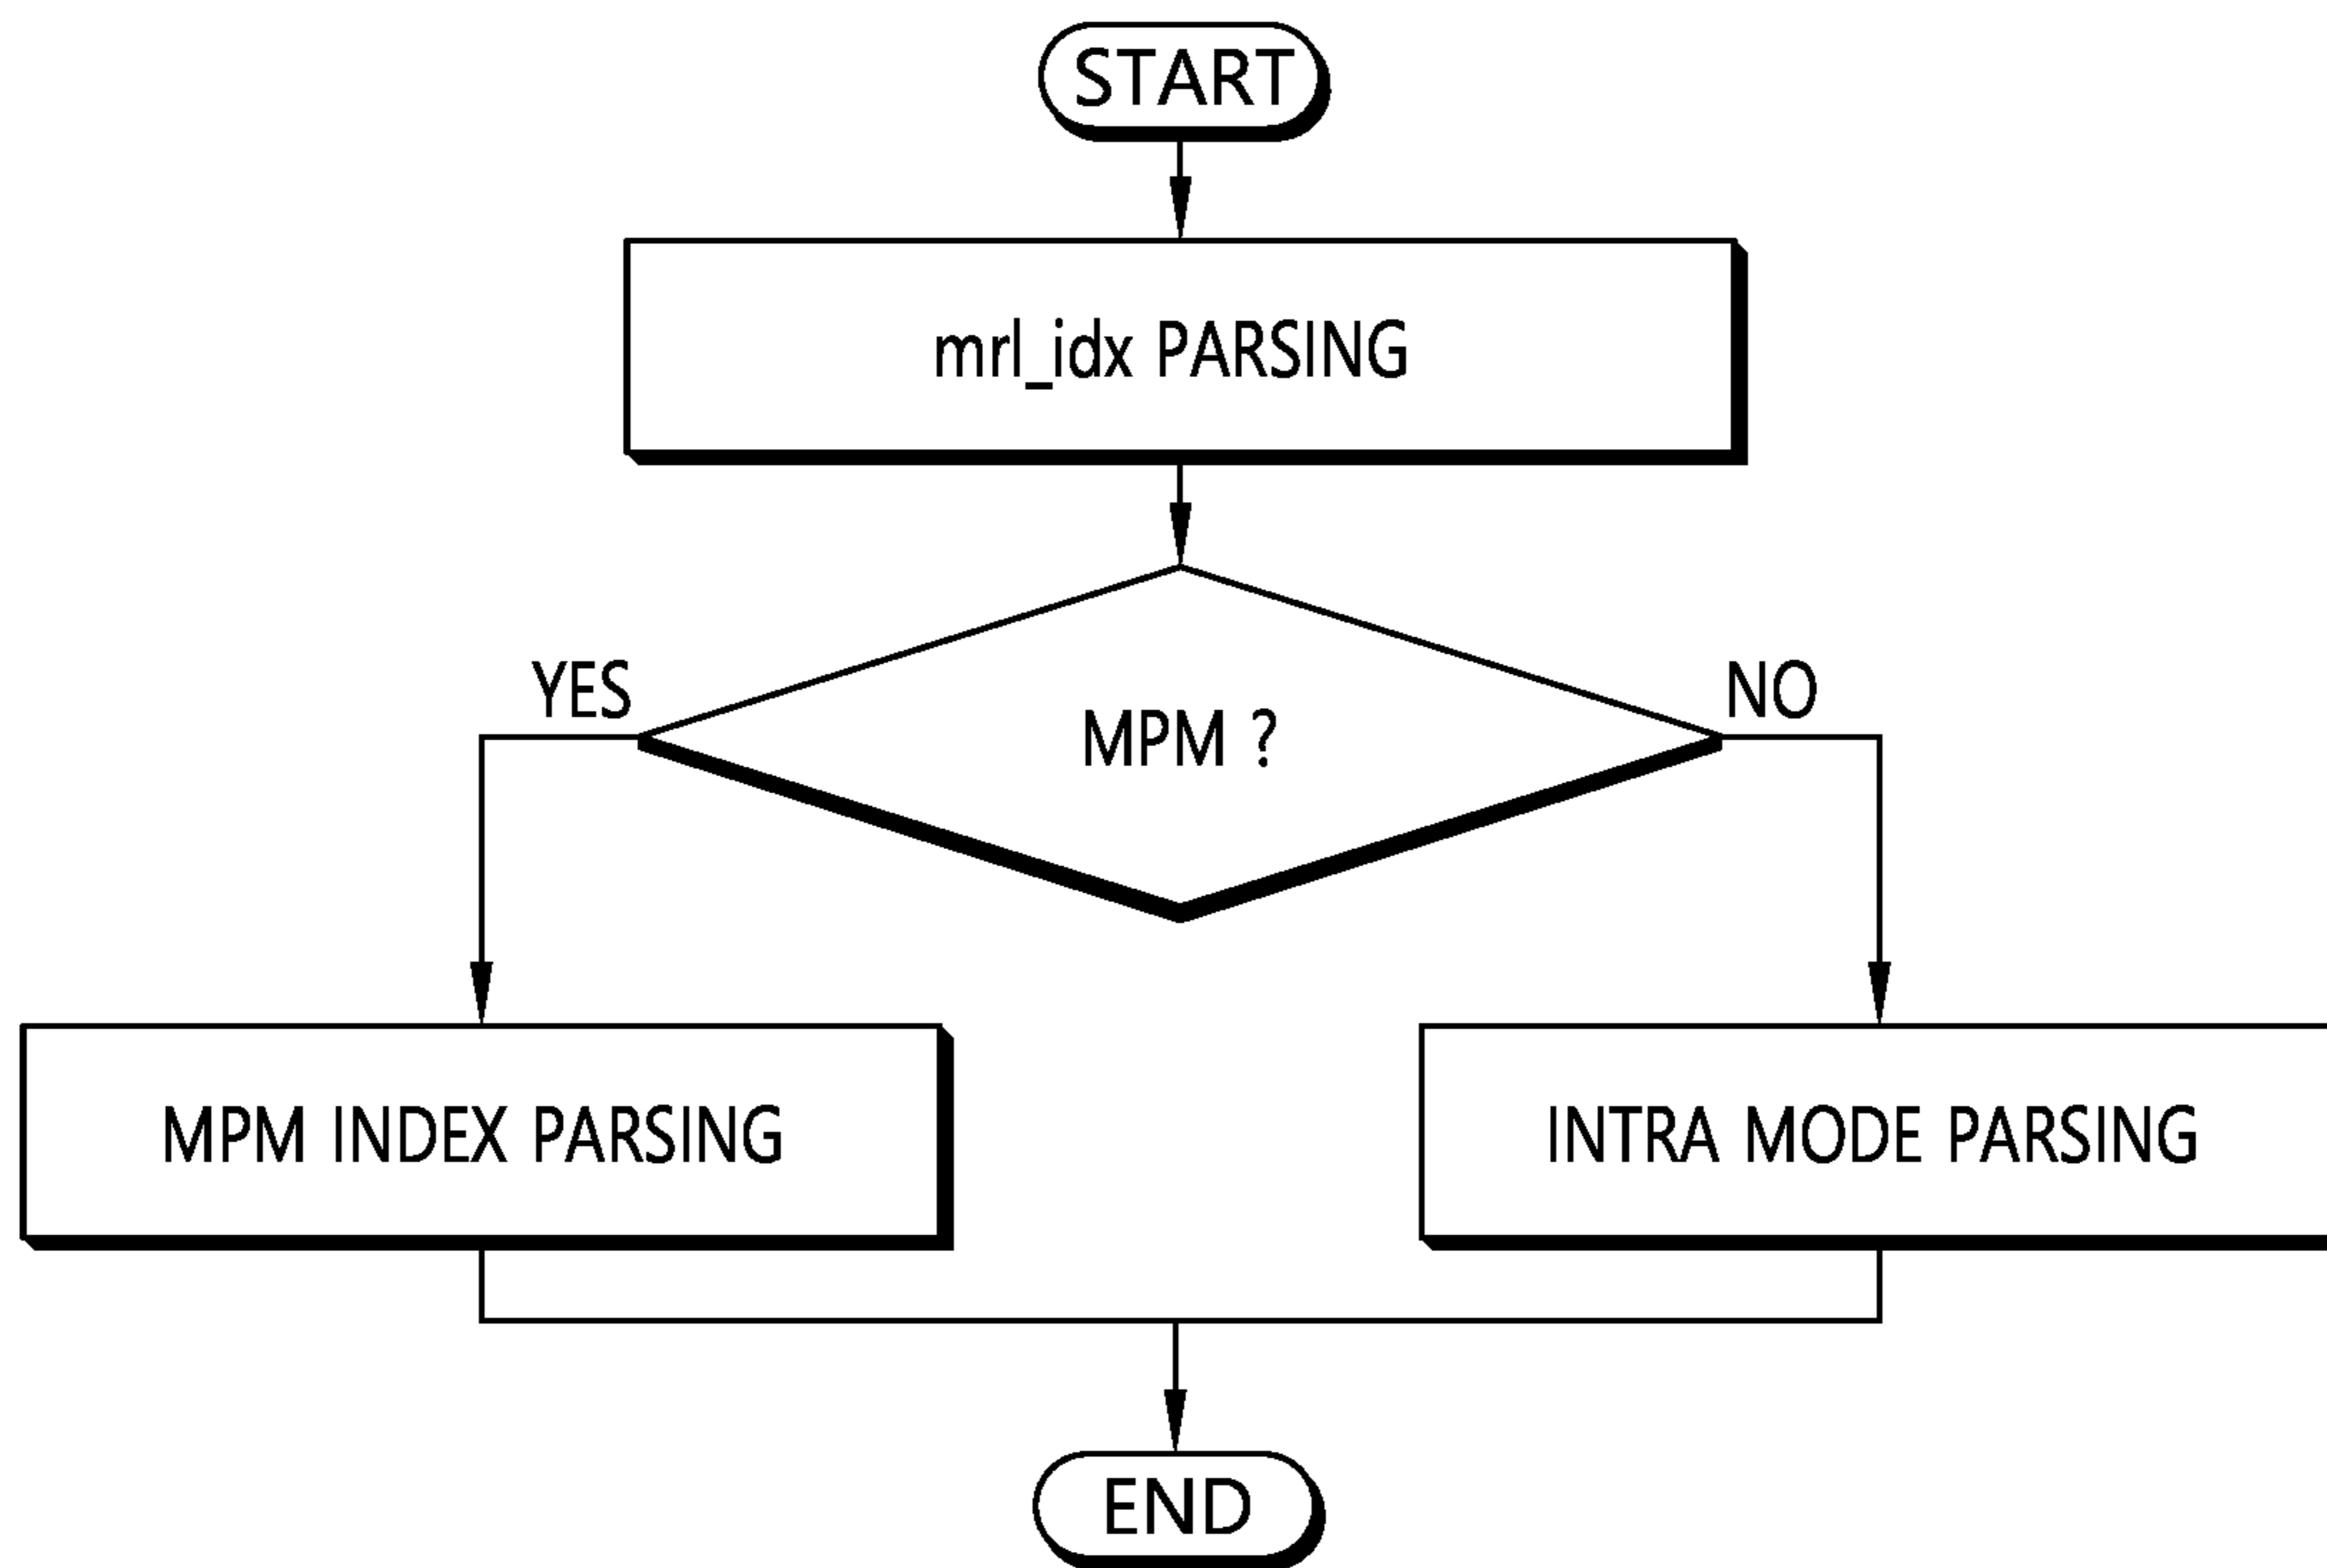 START
mrl_idx PARSING
YES
NO
MPM ?
MPM INDEX PARSING
INTRA MODE PARSING
END